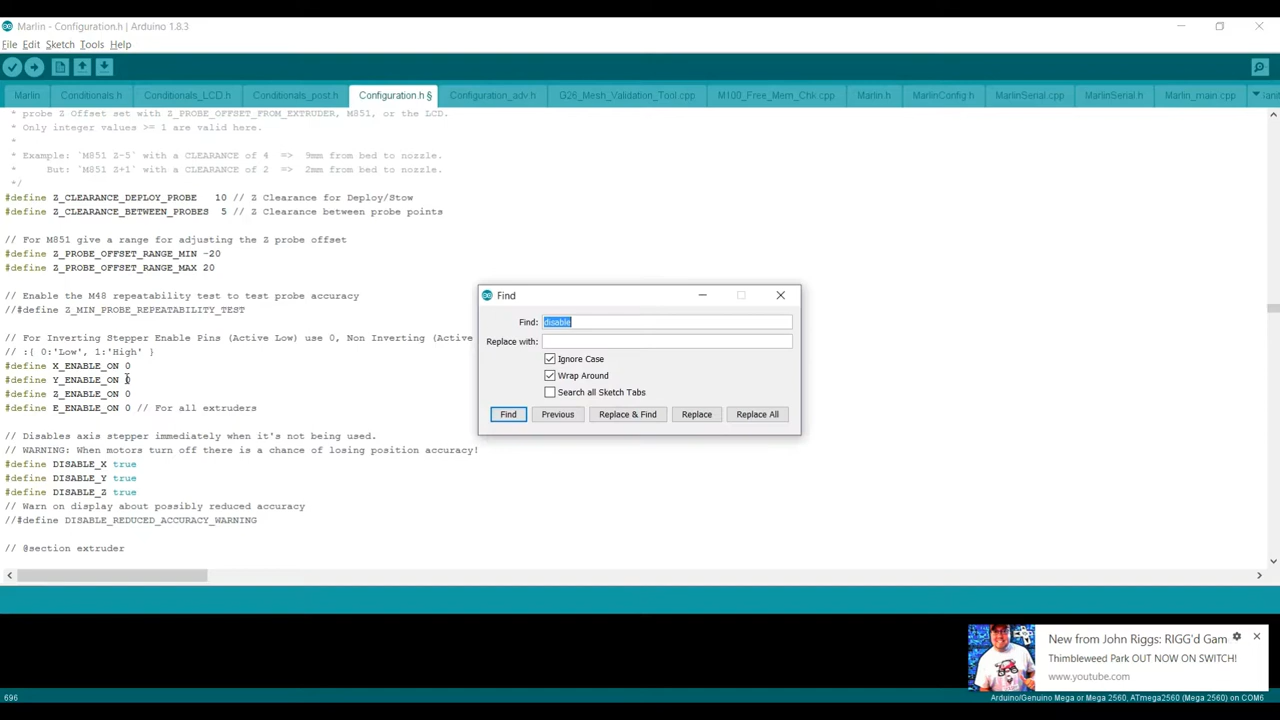 Marlin - Configuration.h | Arduino 1.8.3
File Edit Sketch Tools Help
Marlin Conditionals.h Conditionals_LCD.h Conditionals_post.h Configuration.h § Configuration_adv.h G26_Mesh_Validation_Tool.cpp M100_Free_Mem_Chk.cpp Marlin.h MarlinConfig.h MarlinSerial.cpp MarlinSerial.h Marlin_main.cpp
* probe Z Offset set with Z_PROBE_OFFSET_FROM_EXTRUDER, M851, or the LCD.
* Only integer values >= 1 are valid here.
*
* Example: `M851 Z-5` with a CLEARANCE of 4 => 9mm from bed to nozzle.
* But: `M851 Z+1` with a CLEARANCE of 2 => 2mm from bed to nozzle.
*/
#define Z_CLEARANCE_DEPLOY_PROBE 10 // Z Clearance for Deploy/Stow
#define Z_CLEARANCE_BETWEEN_PROBES 5 // Z Clearance between probe points
// For M851 give a range for adjusting the Z probe offset
#define Z_PROBE_OFFSET_RANGE_MIN -20
#define Z_PROBE_OFFSET_RANGE_MAX 20
// Enable the M48 repeatability test to test probe accuracy
//#define Z_MIN_PROBE_REPEATABILITY_TEST
// For Inverting Stepper Enable Pins (Active Low) use 0, Non Inverting (Active
// :{ 0:'Low', 1:'High' }
#define X_ENABLE_ON 0
#define Y_ENABLE_ON 0
#define Z_ENABLE_ON 0
#define E_ENABLE_ON 0 // For all extruders
// Disables axis stepper immediately when it's not being used.
// WARNING: When motors turn off there is a chance of losing position accuracy!
#define DISABLE_X true
#define DISABLE_Y true
#define DISABLE_Z true
// Warn on display about possibly reduced accuracy
//#define DISABLE_REDUCED_ACCURACY_WARNING
// @section extruder
Find
Find: disable
Replace with:
Ignore Case
Wrap Around
Search all Sketch Tabs
Find Previous Replace & Find Replace Replace All
New from John Riggs: RIGG'd Gam
Thimbleweed Park OUT NOW ON SWITCH!
www.youtube.com
696
Arduino/Genuino Mega or Mega 2560, ATmega2560 (Mega 2560) on COM6